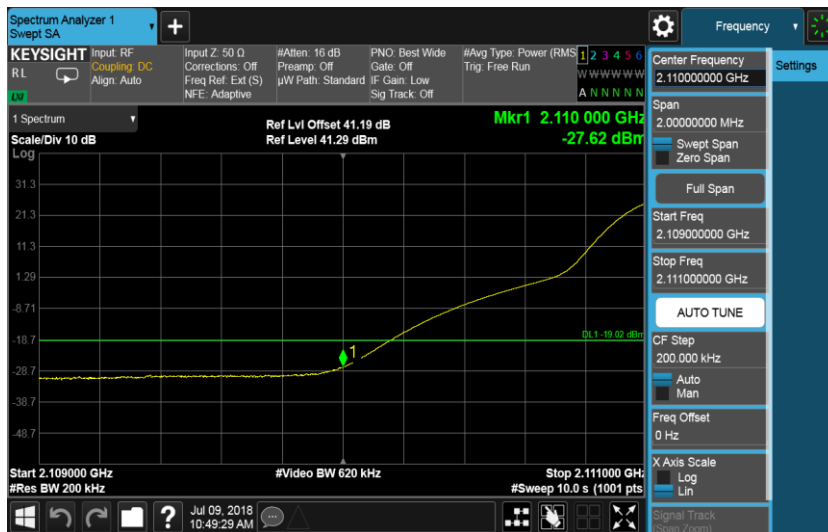 Spectrum Analyzer 1
Swept SA
Frequency
KEYSIGHT
RL
LXI
Input: RF
Coupling: DC
Align: Auto
Input Z: 50 Ω
Corrections: Off
Freq Ref: Ext (S)
NFE: Adaptive
#Atten: 16 dB
Preamp: Off
µW Path: Standard
PNO: Best Wide
Gate: Off
IF Gain: Low
Sig Track: Off
#Avg Type: Power (RMS
Trig: Free Run
1 2 3 4 5 6
W W W W W W
A N N N N N
1 Spectrum
Scale/Div 10 dB
Log
Ref Lvl Offset 41.19 dB
Ref Level 41.29 dBm
Mkr1 2.110 000 GHz
-27.62 dBm
31.3
21.3
11.3
1.29
-8.71
-18.7
-28.7
-38.7
-48.7
DL1 -19.02 dBm
1
Start 2.109000 GHz
#Res BW 200 kHz
#Video BW 620 kHz
Stop 2.111000 GHz
#Sweep 10.0 s (1001 pts
Center Frequency
2.110000000 GHz
Settings
Span
2.00000000 MHz
Swept Span
Zero Span
Full Span
Start Freq
2.109000000 GHz
Stop Freq
2.111000000 GHz
AUTO TUNE
CF Step
200.000 kHz
Auto
Man
Freq Offset
0 Hz
X Axis Scale
Log
Lin
Signal Track
(Span Zoom)
?
Jul 09, 2018
10:49:29 AM